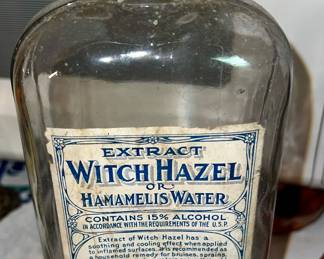 EXTRACT
WITCH HAZEL
OR
HAMAMELIS WATER
CONTAINS 15% ALCOHOL
IN ACCORDANCE WITH THE REQUIREMENTS OF THE U.S.P.
Extract of Witch Hazel has a
soothing and cooling effect when applied
to inflamed surfaces. It is recommended as
a household remedy for bruises, sprains,